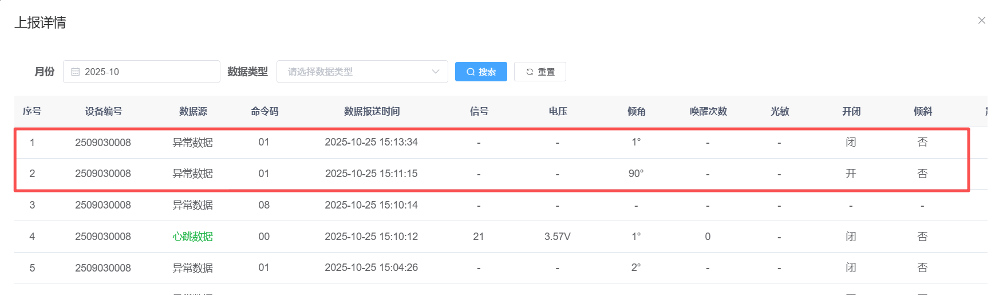 上报详情
月份 2025-10 数据类型 请选择数据类型 搜索 重置
序号 设备编号 数据源 命令码 数据报送时间 信号 电压 倾角 唤醒次数 光敏 开闭 倾斜
1 2509030008 异常数据 01 2025-10-25 15:13:34 - - 1° - - 闭 否
2 2509030008 异常数据 01 2025-10-25 15:11:15 - - 90° - - 开 否
3 2509030008 异常数据 08 2025-10-25 15:10:14 - - - - - - -
4 2509030008 心跳数据 00 2025-10-25 15:10:12 21 3.57V 1° 0 - 闭 否
5 2509030008 异常数据 01 2025-10-25 15:04:26 - - 2° - - 闭 否